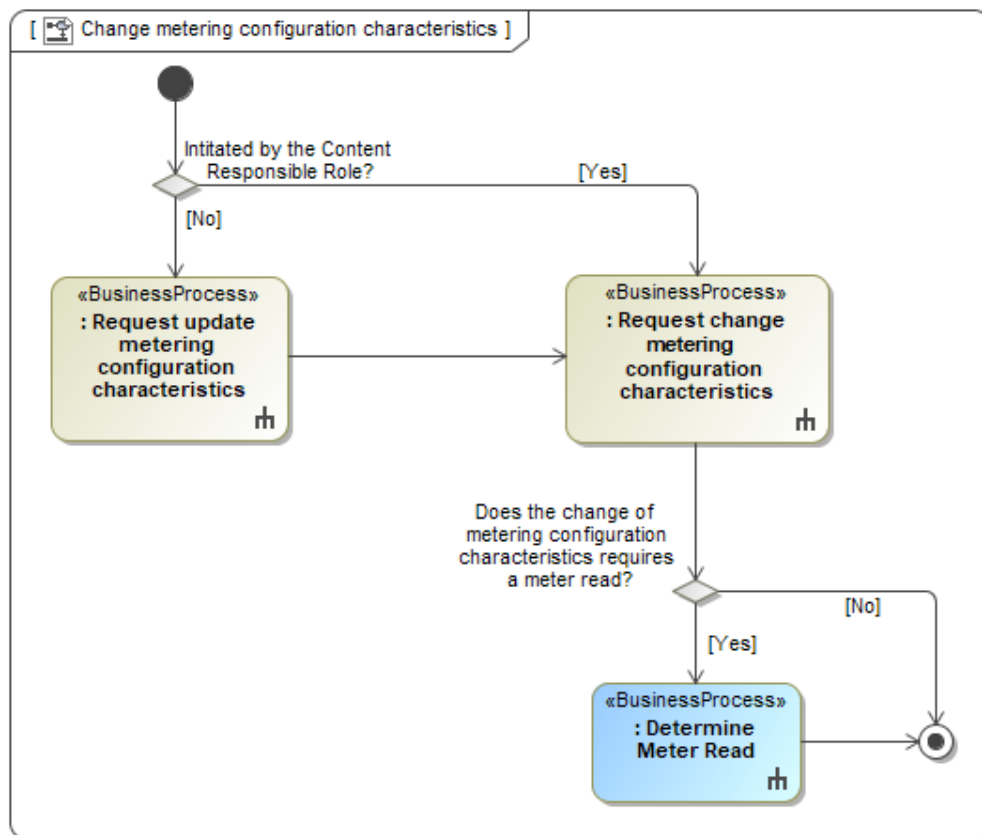 [ Change metering configuration characteristics ]
Intitated by the Content
Responsible Role?
[Yes]
[No]
«BusinessProcess»
: Request update
metering
configuration
characteristics
«BusinessProcess»
: Request change
metering
configuration
characteristics
Does the change of
metering configuration
characteristics requires
a meter read?
[No]
[Yes]
«BusinessProcess»
: Determine
Meter Read